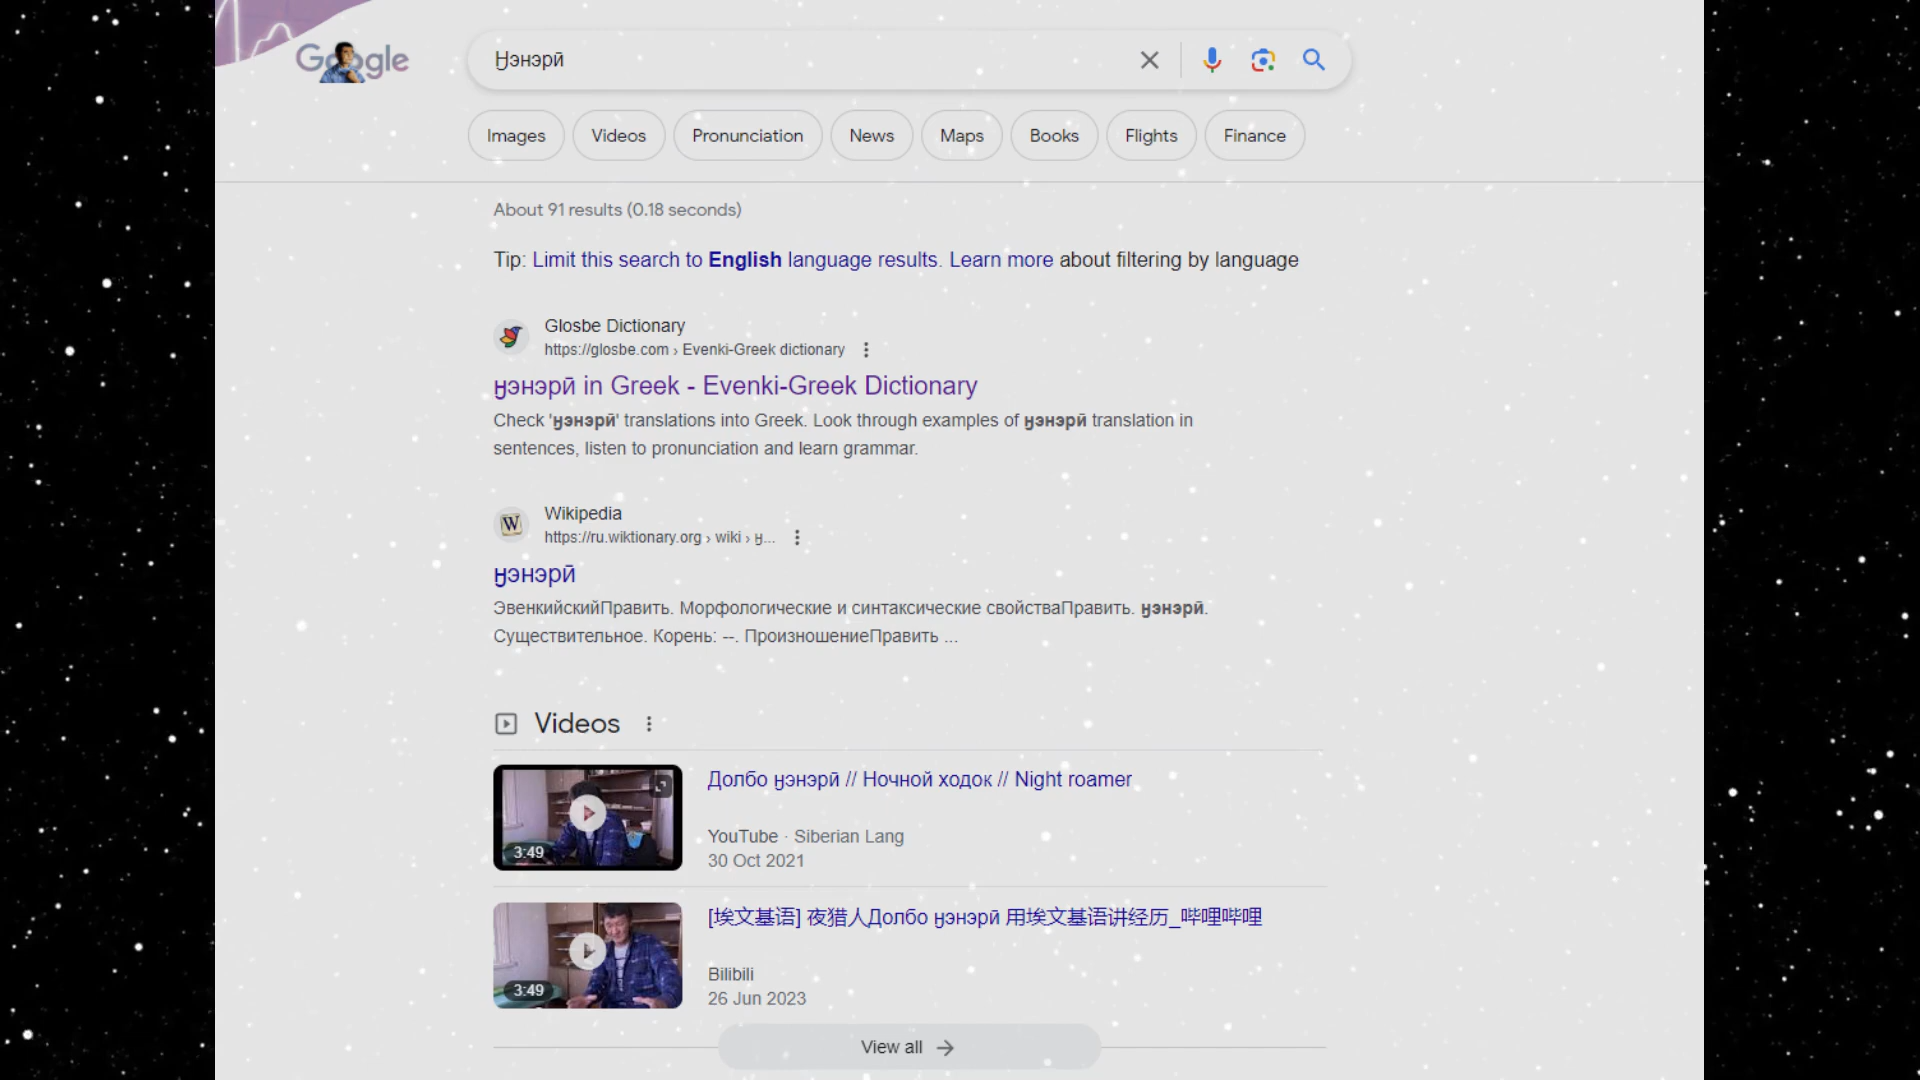 Google
Ӈэнэрӣ
Images
Videos
Pronunciation
News
Maps
Books
Flights
Finance
About 91 results (0.18 seconds)
Tip: Limit this search to English language results. Learn more about filtering by language
Glosbe Dictionary
https://glosbe.com › Evenki-Greek dictionary
ӈэнэрӣ in Greek - Evenki-Greek Dictionary
Check 'ӈэнэрӣ' translations into Greek. Look through examples of ӈэнэрӣ translation in
sentences, listen to pronunciation and learn grammar.
W
Wikipedia
https://ru.wiktionary.org › wiki › ӈ...
ӈэнэрӣ
ЭвенкийскийПравить. Морфологические и синтаксические свойстваПравить. ӈэнэрӣ.
Существительное. Корень: --. ПроизношениеПравить ...
Videos
3:49
Долбо ӈэнэрӣ // Ночной ходок // Night roamer
YouTube · Siberian Lang
30 Oct 2021
3:49
[埃文基语] 夜猎人Долбо ӈэнэрӣ 用埃文基语讲经历_哔哩哔哩
Bilibili
26 Jun 2023
View all